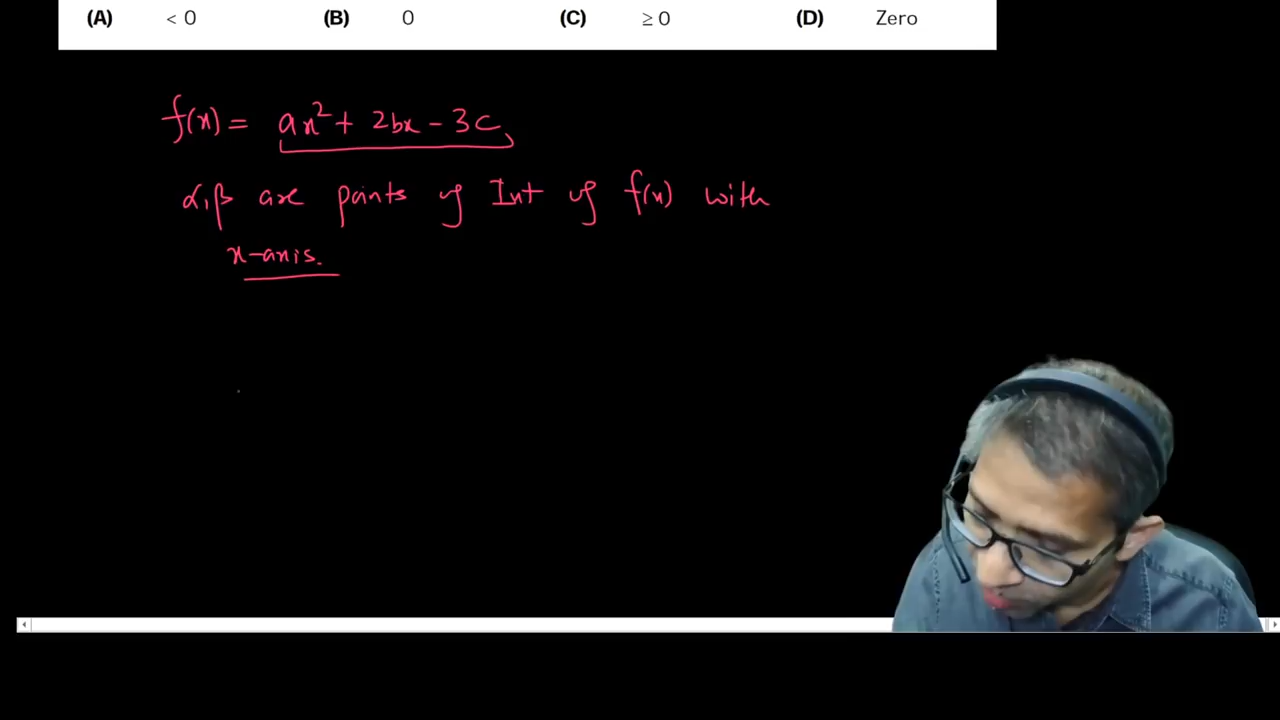 (A) < 0 (B) 0 (C) ≥ 0 (D) Zero
f(x) = ax² + 2bx - 3c
α, β are points of Int of f(x) with
x-axis.